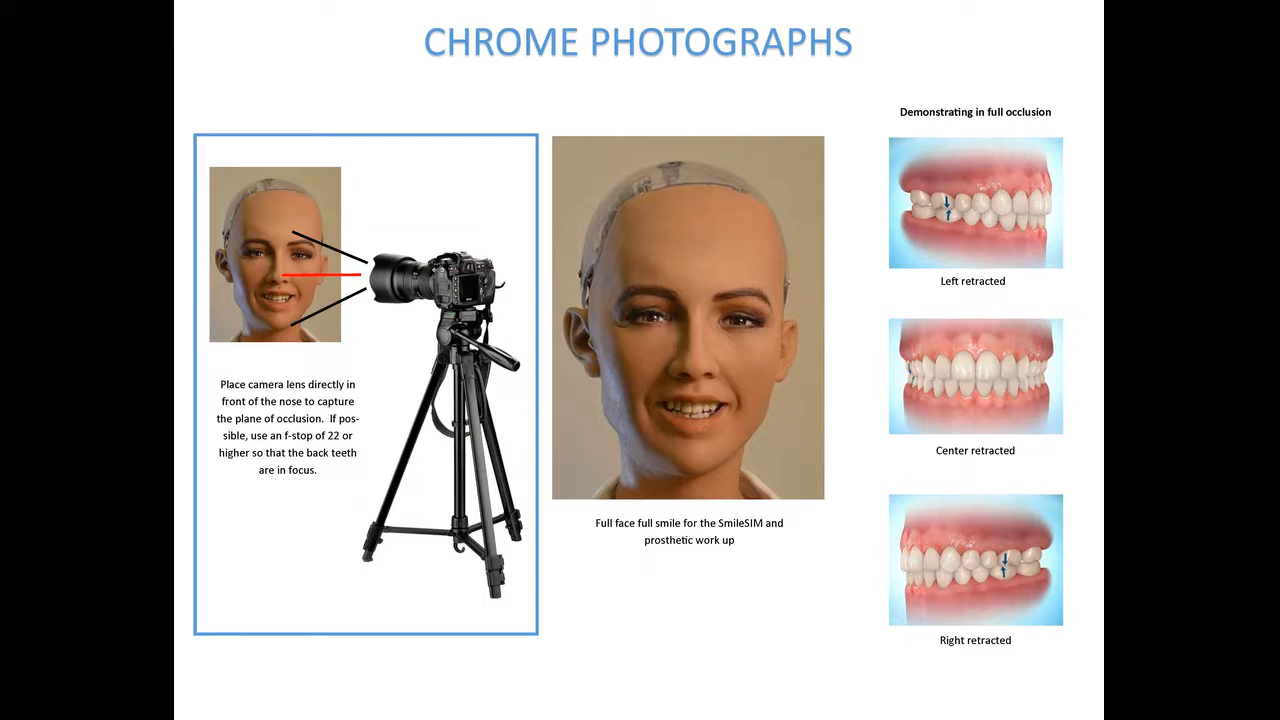 CHROME PHOTOGRAPHS
Place camera lens directly in
front of the nose to capture
the plane of occlusion.  If pos-
sible, use an f-stop of 22 or
higher so that the back teeth
are in focus.
Full face full smile for the SmileSIM and
prosthetic work up
Demonstrating in full occlusion
Left retracted
Center retracted
Right retracted